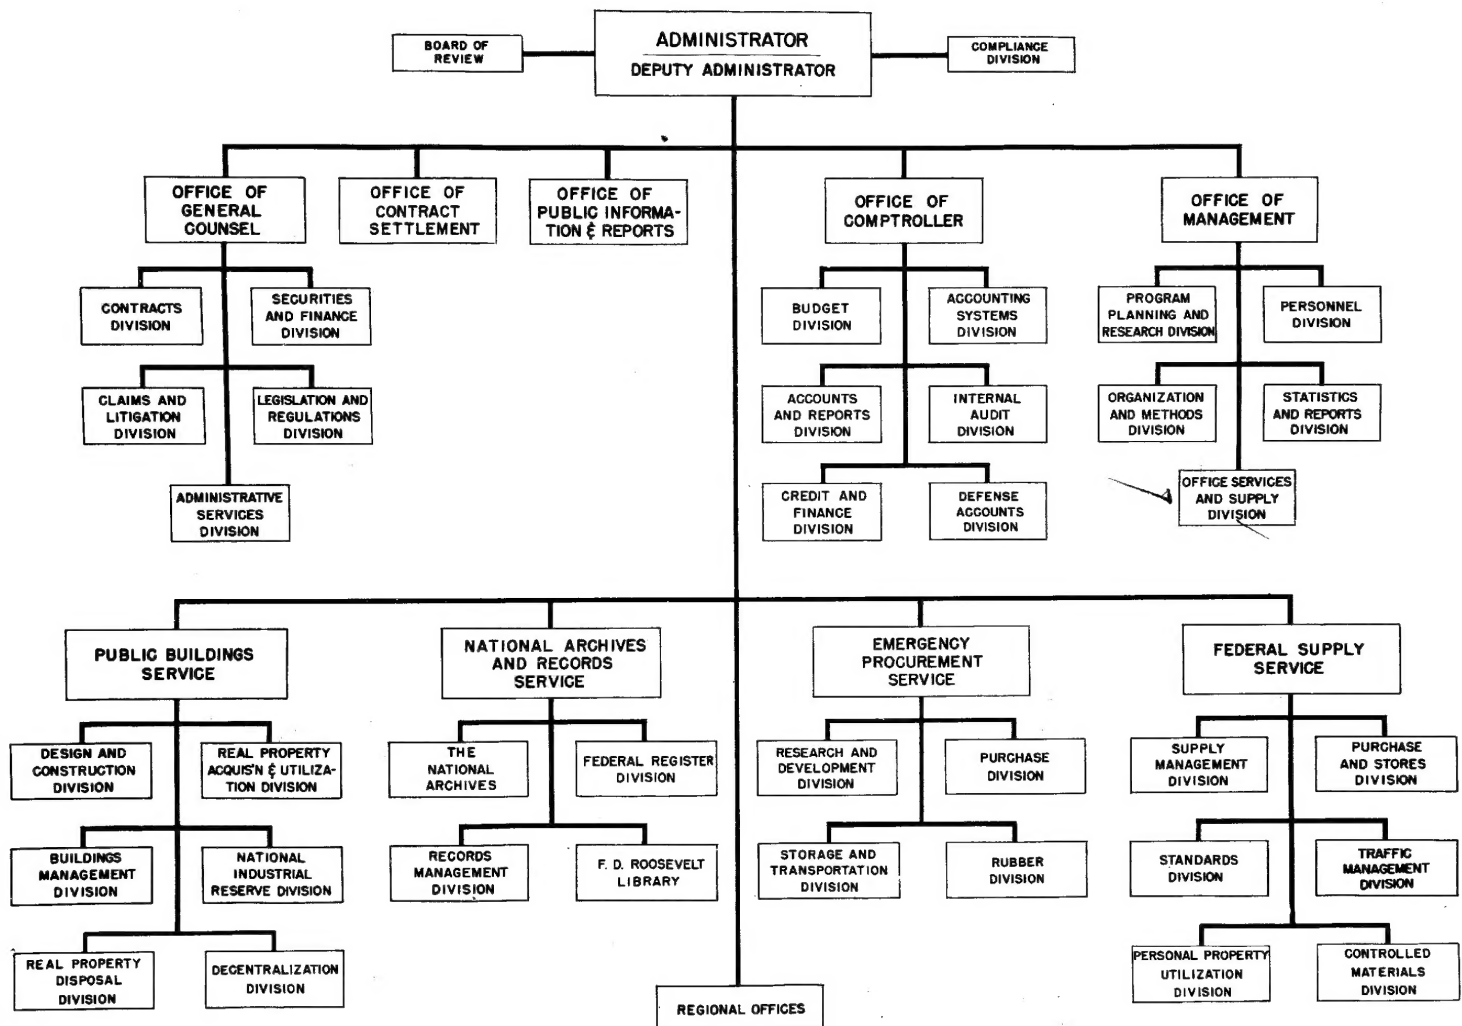 BOARD OF
REVIEW
ADMINISTRATOR
DEPUTY ADMINISTRATOR
COMPLIANCE
DIVISION
OFFICE OF
GENERAL
COUNSEL
OFFICE OF
CONTRACT
SETTLEMENT
OFFICE OF
PUBLIC INFORMA-
TION & REPORTS
OFFICE OF
COMPTROLLER
OFFICE OF
MANAGEMENT
CONTRACTS
DIVISION
SECURITIES
AND FINANCE
DIVISION
BUDGET
DIVISION
ACCOUNTING
SYSTEMS
DIVISION
PROGRAM
PLANNING AND
RESEARCH DIVISION
PERSONNEL
DIVISION
CLAIMS AND
LITIGATION
DIVISION
LEGISLATION AND
REGULATIONS
DIVISION
ACCOUNTS
AND REPORTS
DIVISION
INTERNAL
AUDIT
DIVISION
ORGANIZATION
AND METHODS
DIVISION
STATISTICS
AND REPORTS
DIVISION
ADMINISTRATIVE
SERVICES
DIVISION
CREDIT AND
FINANCE
DIVISION
DEFENSE
ACCOUNTS
DIVISION
OFFICE SERVICES
AND SUPPLY
DIVISION
PUBLIC BUILDINGS
SERVICE
NATIONAL ARCHIVES
AND RECORDS
SERVICE
EMERGENCY
PROCUREMENT
SERVICE
FEDERAL SUPPLY
SERVICE
DESIGN AND
CONSTRUCTION
DIVISION
REAL PROPERTY
ACQUIS'N & UTILIZA-
TION DIVISION
THE
NATIONAL
ARCHIVES
FEDERAL REGISTER
DIVISION
RESEARCH AND
DEVELOPMENT
DIVISION
PURCHASE
DIVISION
SUPPLY
MANAGEMENT
DIVISION
PURCHASE
AND STORES
DIVISION
BUILDINGS
MANAGEMENT
DIVISION
NATIONAL
INDUSTRIAL
RESERVE DIVISION
RECORDS
MANAGEMENT
DIVISION
F. D. ROOSEVELT
LIBRARY
STORAGE AND
TRANSPORTATION
DIVISION
RUBBER
DIVISION
STANDARDS
DIVISION
TRAFFIC
MANAGEMENT
DIVISION
REAL PROPERTY
DISPOSAL
DIVISION
DECENTRALIZATION
DIVISION
REGIONAL OFFICES
PERSONAL PROPERTY
UTILIZATION
DIVISION
CONTROLLED
MATERIALS
DIVISION